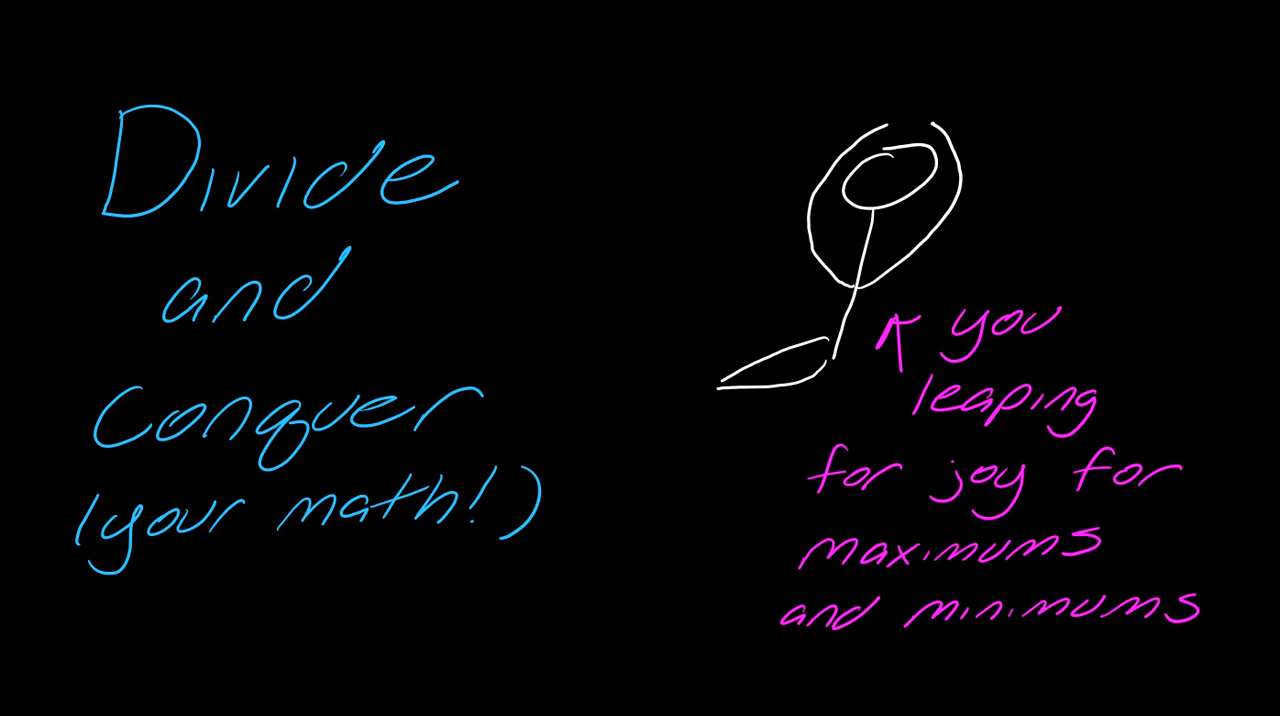 Divide
and
Conquer
(your math!)
you
leaping
for joy for
maximums
and minimums